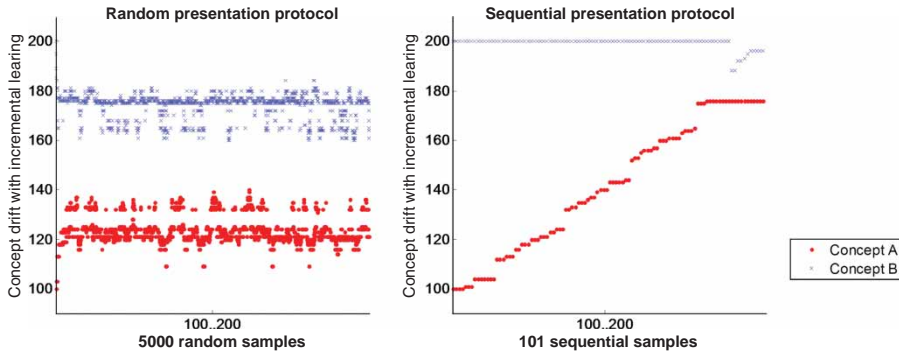 Random presentation protocol
Concept drift with incremental learing
200
180
160
140
120
100
100..200
5000 random samples
Sequential presentation protocol
Concept drift with incremental learing
200
180
160
140
120
100
100..200
101 sequential samples
Concept A
Concept B